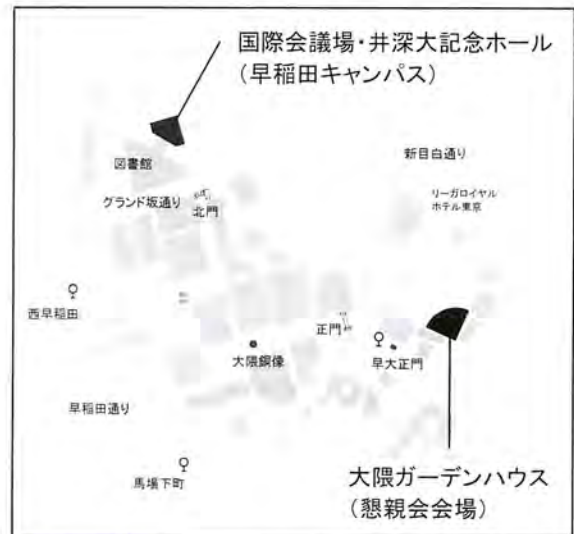 国際会議場・井深大記念ホール
（早稲田キャンパス）
図書館
新目白通り
グランド坂通り
北門
リーガロイヤル
ホテル東京
西早稲田
正門
大隈銅像
早大正門
早稲田通り
馬場下町
大隈ガーデンハウス
（懇親会会場）